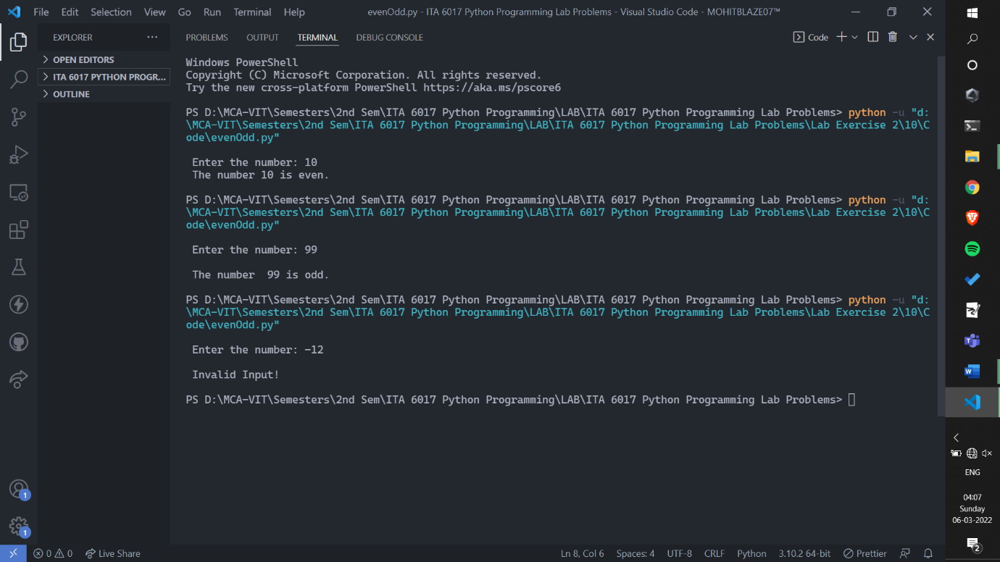 File Edit Selection View Go Run Terminal Help
evenOdd.py - ITA 6017 Python Programming Lab Problems - Visual Studio Code - MOHITBLAZE07™
EXPLORER
OPEN EDITORS
ITA 6017 PYTHON PROGR...
OUTLINE
PROBLEMS OUTPUT TERMINAL DEBUG CONSOLE
Code
Windows PowerShell
Copyright (C) Microsoft Corporation. All rights reserved.
Try the new cross-platform PowerShell https://aka.ms/pscore6
PS D:\MCA-VIT\Semesters\2nd Sem\ITA 6017 Python Programming\LAB\ITA 6017 Python Programming Lab Problems> python -u "d:
\MCA-VIT\Semesters\2nd Sem\ITA 6017 Python Programming\LAB\ITA 6017 Python Programming Lab Problems\Lab Exercise 2\10\C
ode\evenOdd.py"
Enter the number: 10
The number 10 is even.
PS D:\MCA-VIT\Semesters\2nd Sem\ITA 6017 Python Programming\LAB\ITA 6017 Python Programming Lab Problems> python -u "d:
\MCA-VIT\Semesters\2nd Sem\ITA 6017 Python Programming\LAB\ITA 6017 Python Programming Lab Problems\Lab Exercise 2\10\C
ode\evenOdd.py"
Enter the number: 99
The number  99 is odd.
PS D:\MCA-VIT\Semesters\2nd Sem\ITA 6017 Python Programming\LAB\ITA 6017 Python Programming Lab Problems> python -u "d:
\MCA-VIT\Semesters\2nd Sem\ITA 6017 Python Programming\LAB\ITA 6017 Python Programming Lab Problems\Lab Exercise 2\10\C
ode\evenOdd.py"
Enter the number: -12
Invalid Input!
PS D:\MCA-VIT\Semesters\2nd Sem\ITA 6017 Python Programming\LAB\ITA 6017 Python Programming Lab Problems>
1
1
0 0 Live Share
Ln 8, Col 6 Spaces: 4 UTF-8 CRLF Python 3.10.2 64-bit Prettier
ENG
04:07
Sunday
06-03-2022
2